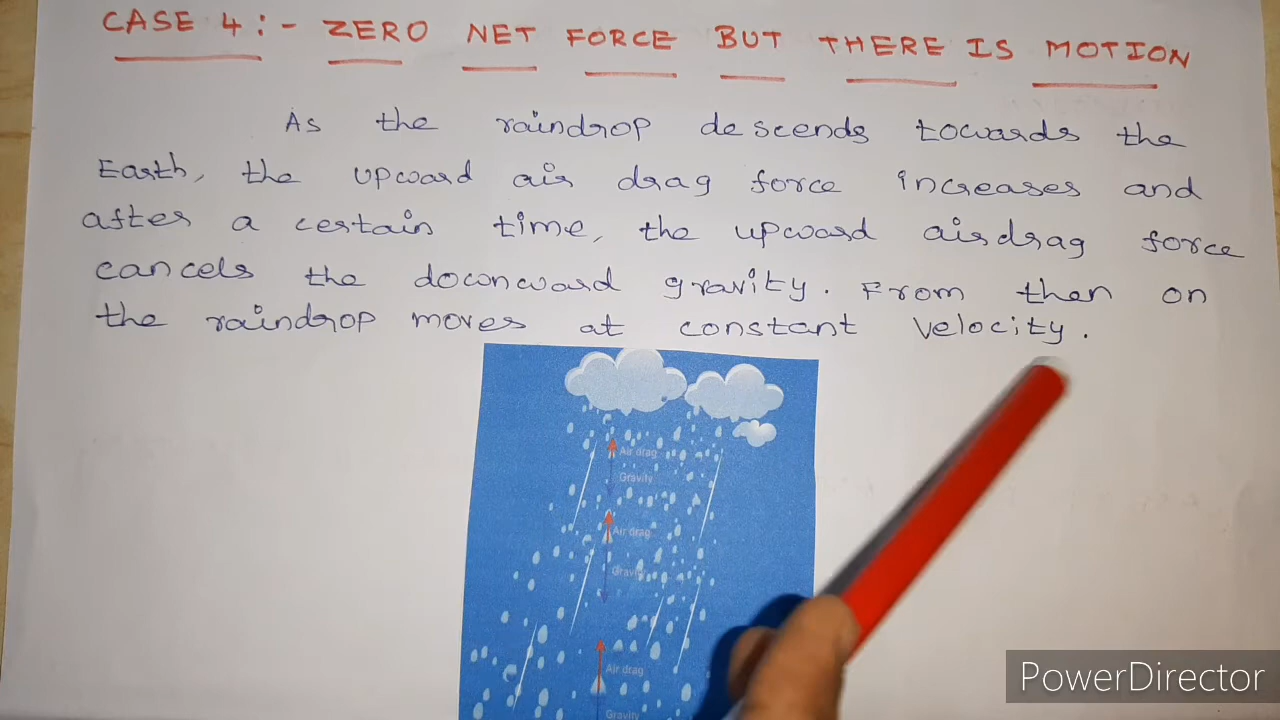 CASE 4:- ZERO NET FORCE BUT THERE IS MOTION
As the raindrop descends towards the
Earth, the upward air drag force increases and
after a certain time, the upward airdrag force
cancels the downward gravity. From then on
the raindrop moves at constant velocity.
Air drag
Gravity
Air drag
Gravity
Air drag
Gravity
PowerDirector